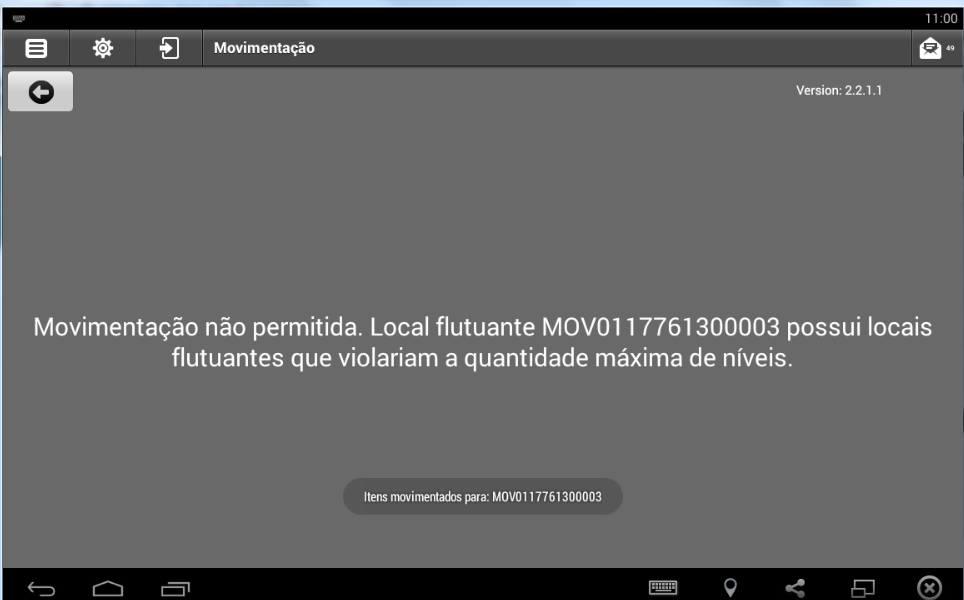 11:00
Movimentação
49
Version: 2.2.1.1
Movimentação não permitida. Local flutuante MOV0117761300003 possui locais
flutuantes que violariam a quantidade máxima de níveis.
Itens movimentados para: MOV0117761300003